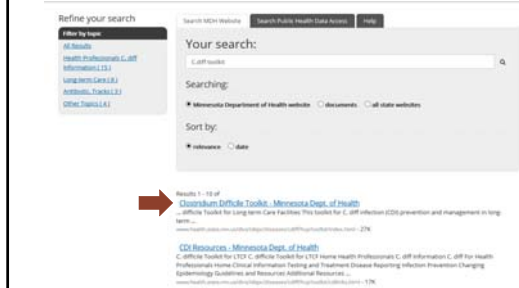 Refine your search
Filter by topic
All Results
Health Professionals C. diff
Information ( 15 )
Long-term Care ( 8 )
Antibiotic, Tracks ( 3 )
Other Topics ( 4 )
Search MDH Website
Search Public Health Data Access
Help
Your search:
C.diff toolkit
Searching:
Minnesota Department of Health website documents all state websites
Sort by:
relevance date
Results 1 - 10 of
Clostridium Difficile Toolkit - Minnesota Dept. of Health
... difficile Toolkit for Long-term Care Facilities This toolkit for C. diff infection (CDI) prevention and management in long-
term ...
CDI Resources - Minnesota Dept. of Health
C. difficile Toolkit for LTCF C. difficile Toolkit for LTCF Home Health Professionals C. diff Information C. diff For Health
Professionals Home Clinical Information Testing and Treatment Disease Reporting Infection Prevention Changing
Epidemiology Guidelines and Resources Additional Resources ...